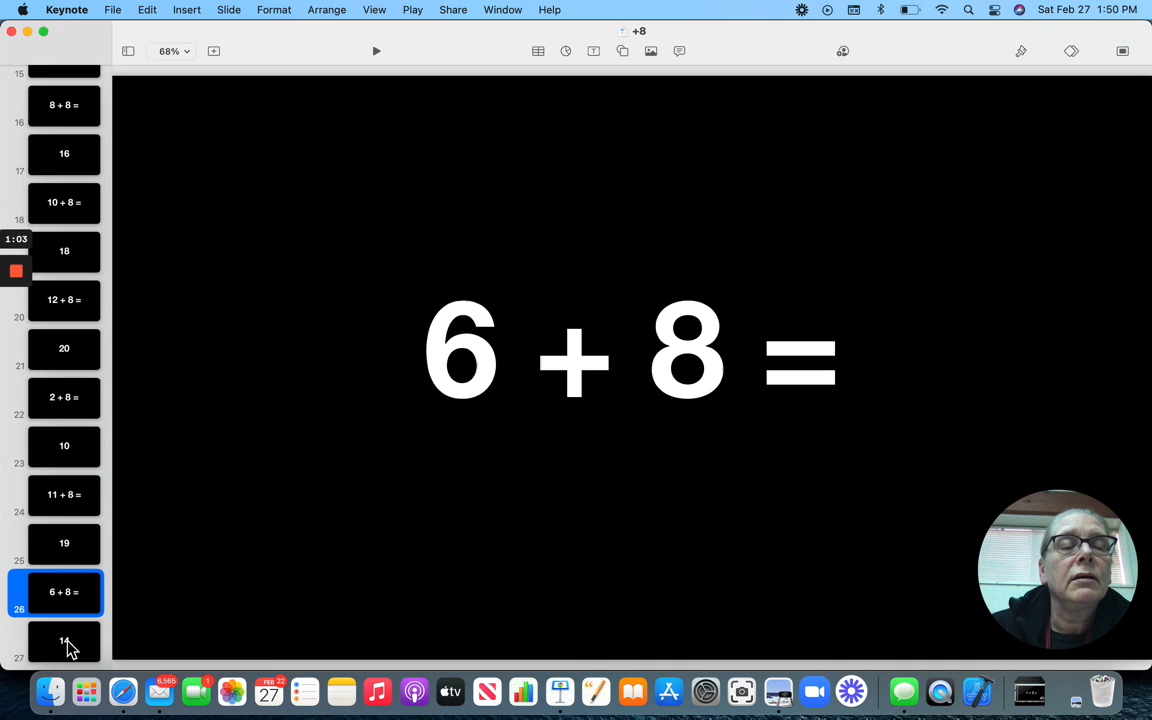 Keynote File Edit Insert Slide Format Arrange View Play Share Window Help Sat Feb 27 1:50 PM
+8
68%
15
8 + 8 =
16
16
17
10 + 8 =
18
1:03
18
12 + 8 =
20
20
21
2 + 8 =
22
10
23
11 + 8 =
24
19
25
6 + 8 =
26
27
6 + 8 =
6,565
1
FEB 22
27
tv